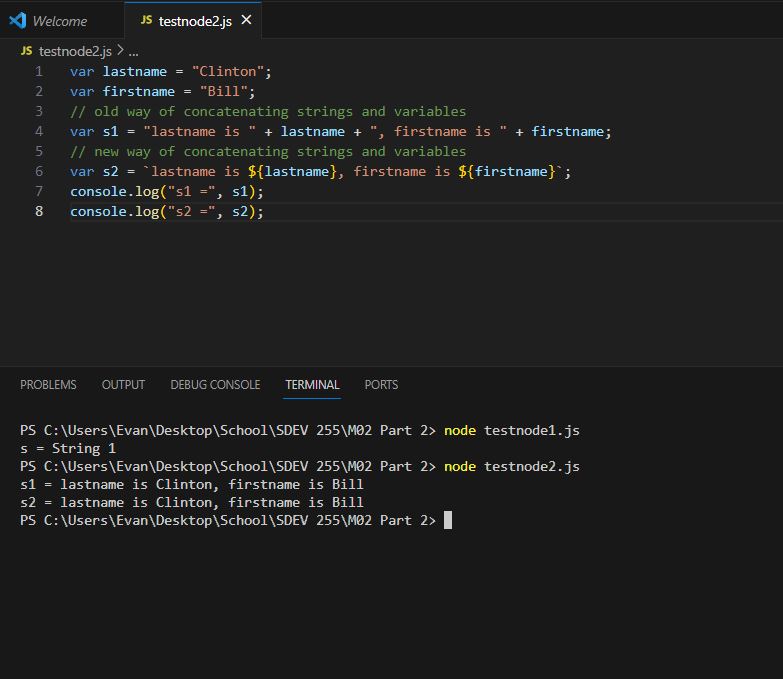 Welcome
JS testnode2.js ×
JS testnode2.js > ...
1 var lastname = "Clinton";
2 var firstname = "Bill";
3 // old way of concatenating strings and variables
4 var s1 = "lastname is " + lastname + ", firstname is " + firstname;
5 // new way of concatenating strings and variables
6 var s2 = `lastname is ${lastname}, firstname is ${firstname}`;
7 console.log("s1 =", s1);
8 console.log("s2 =", s2);
PROBLEMS OUTPUT DEBUG CONSOLE TERMINAL PORTS
PS C:\Users\Evan\Desktop\School\SDEV 255\M02 Part 2> node testnode1.js
s = String 1
PS C:\Users\Evan\Desktop\School\SDEV 255\M02 Part 2> node testnode2.js
s1 = lastname is Clinton, firstname is Bill
s2 = lastname is Clinton, firstname is Bill
PS C:\Users\Evan\Desktop\School\SDEV 255\M02 Part 2>